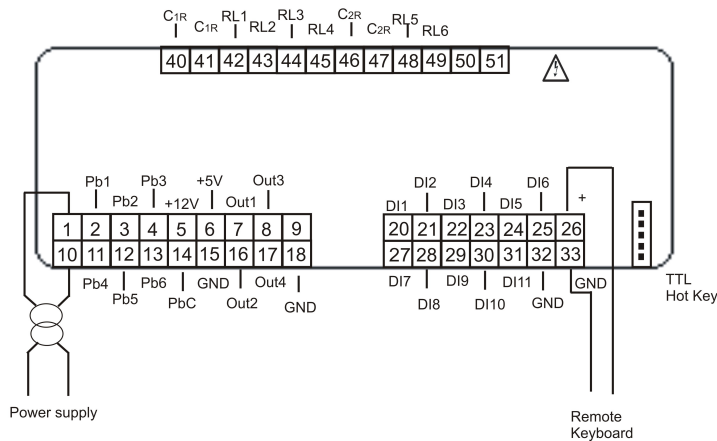 C1R C1R RL1 RL2 RL3 RL4 C2R C2R RL5 RL6
40 41 42 43 44 45 46 47 48 49 50 51
Pb1 Pb2 Pb3 +12V +5V Out1 Out3
1 2 3 4 5 6 7 8 9
10 11 12 13 14 15 16 17 18
Pb4 Pb5 Pb6 PbC GND Out2 Out4 GND
DI1 DI2 DI3 DI4 DI5 DI6 +
20 21 22 23 24 25 26
27 28 29 30 31 32 33
DI7 DI8 DI9 DI10 DI11 GND GND
TTL
Hot Key
Power supply
Remote
Keyboard